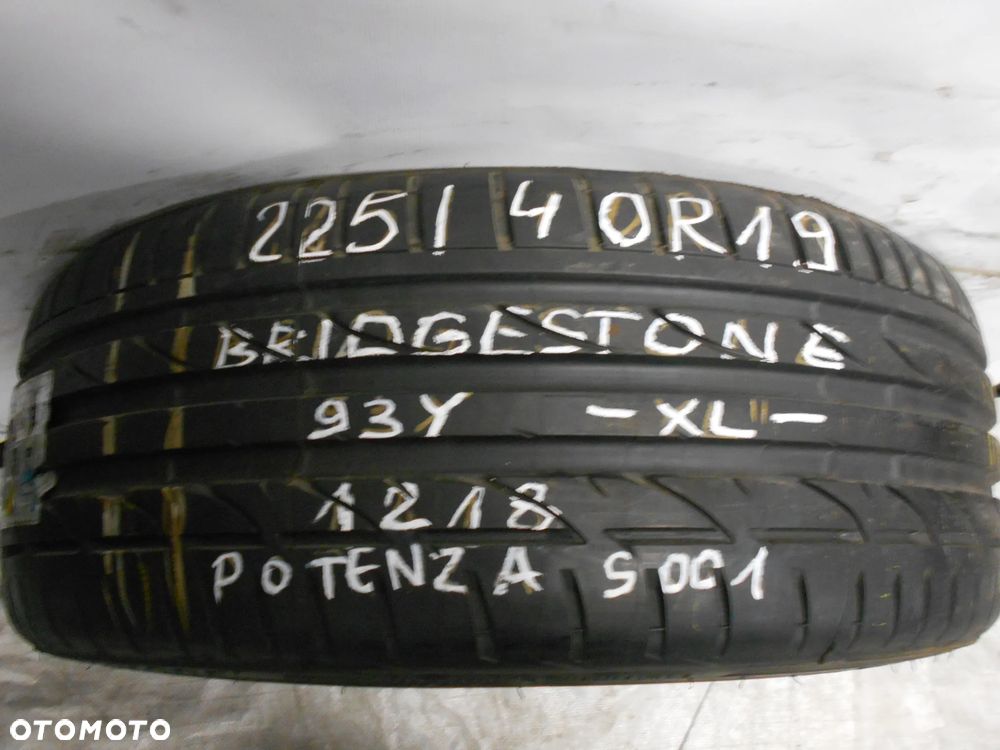 225/40R19
BRIDGESTONE
93Y -XL-
1218
POTENZA S001
OTOMOTO